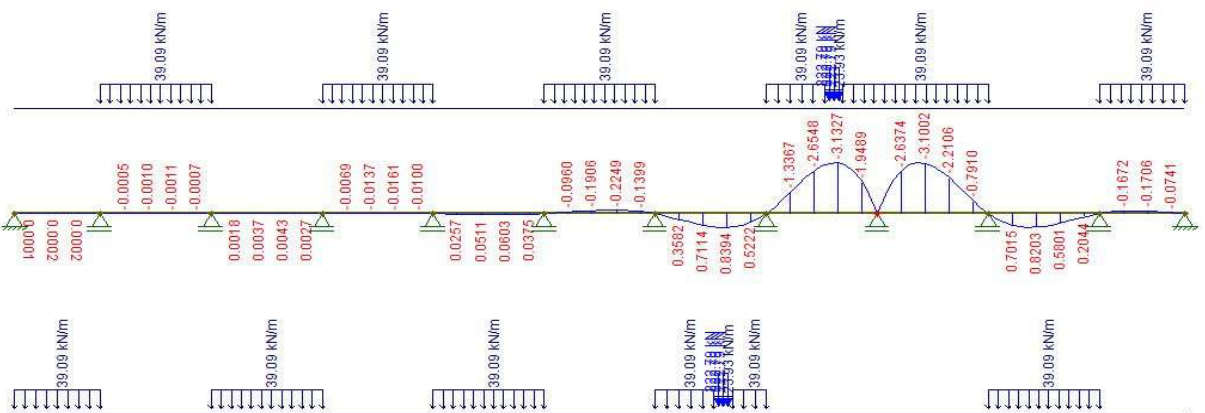 39.09 kN/m 39.09 kN/m 39.09 kN/m 39.09 kN/m 39.09 kN/m 39.09 kN/m
-0.0005 -0.0010 -0.0011 -0.0007 -0.0069 -0.0137 -0.0161 -0.0100 -0.0960 -0.1906 -0.2249 -0.1399 -1.3367 -2.6548 -3.1327 -1.9489 -2.6374 -3.1002 -2.2106 -0.7910 -0.1672 -0.1706 -0.0741
0.0001 0.0002 0.0002 0.0018 0.0037 0.0043 0.0027 0.0257 0.0511 0.0603 0.0375 0.3582 0.7114 0.8394 0.5222 0.7015 0.8203 0.5801 0.2044
39.09 kN/m 39.09 kN/m 39.09 kN/m 39.09 kN/m 39.09 kN/m 39.09 kN/m